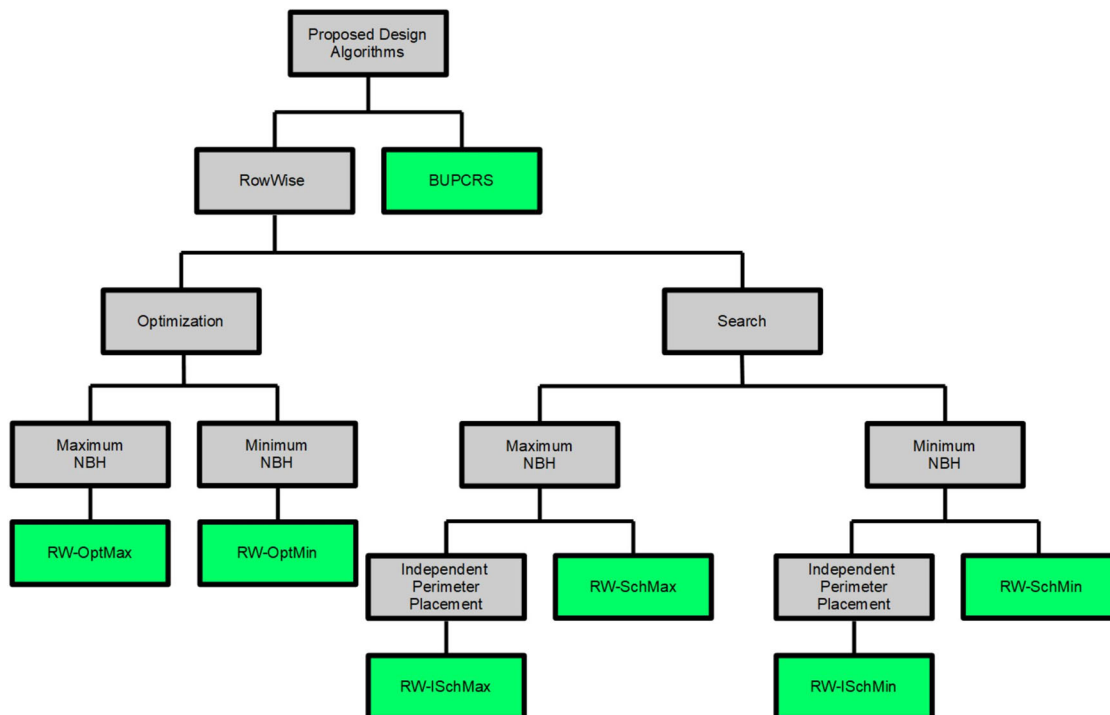 Proposed Design
Algorithms
RowWise
BUPCRS
Optimization
Search
Maximum
NBH
Minimum
NBH
Maximum
NBH
Minimum
NBH
RW-OptMax
RW-OptMin
Independent
Perimeter
Placement
RW-SchMax
Independent
Perimeter
Placement
RW-SchMin
RW-ISchMax
RW-ISchMin